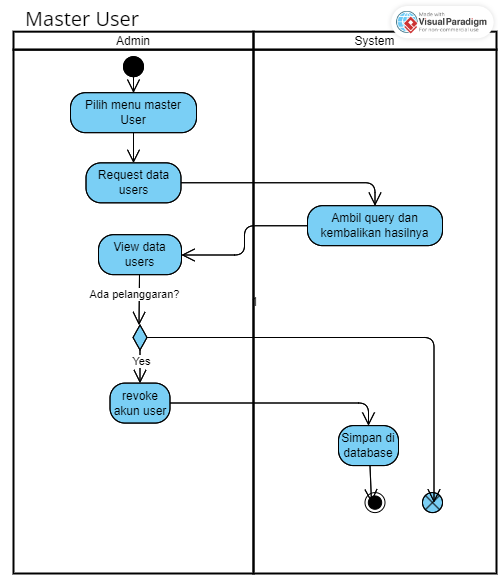 Master User
Made with
Visual Paradigm
For non-commercial use
Admin
System
Pilih menu master
User
Request data
users
Ambil query dan
kembalikan hasilnya
View data
users
Ada pelanggaran?
Yes
revoke
akun user
Simpan di
database